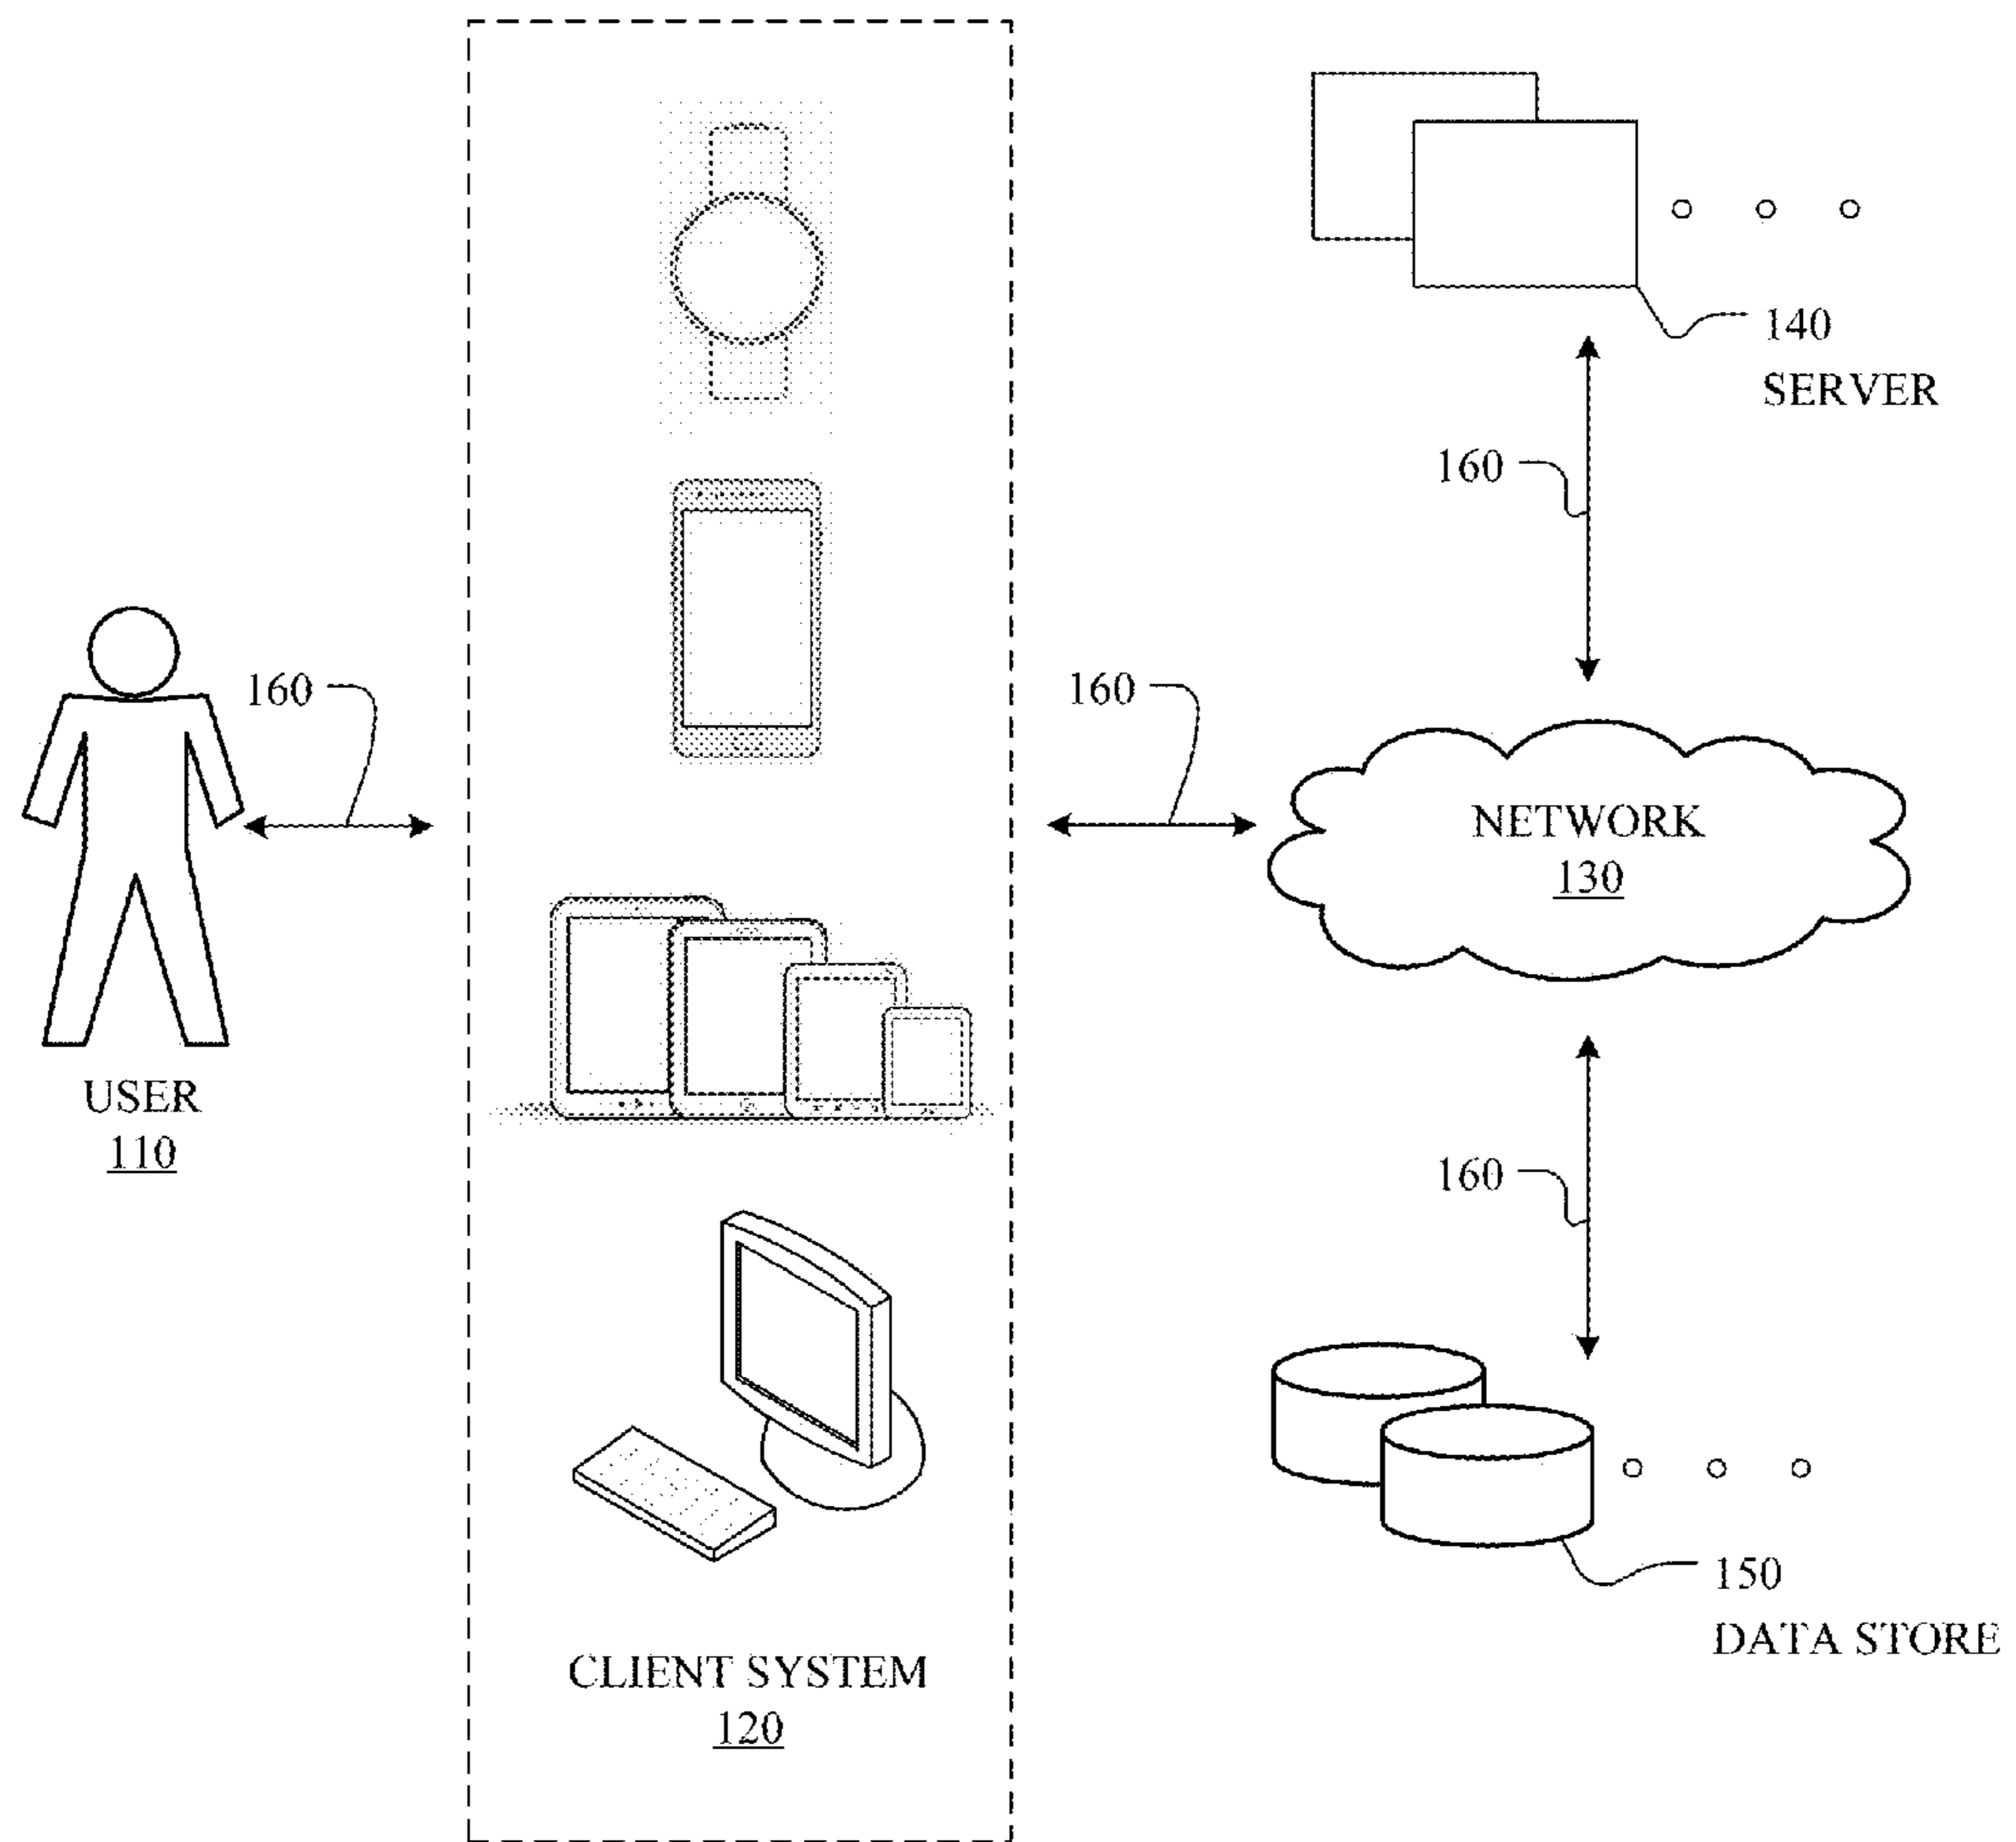 140
SERVER
160
160
160
NETWORK
130
USER
110
160
150
DATA STORE
CLIENT SYSTEM
120